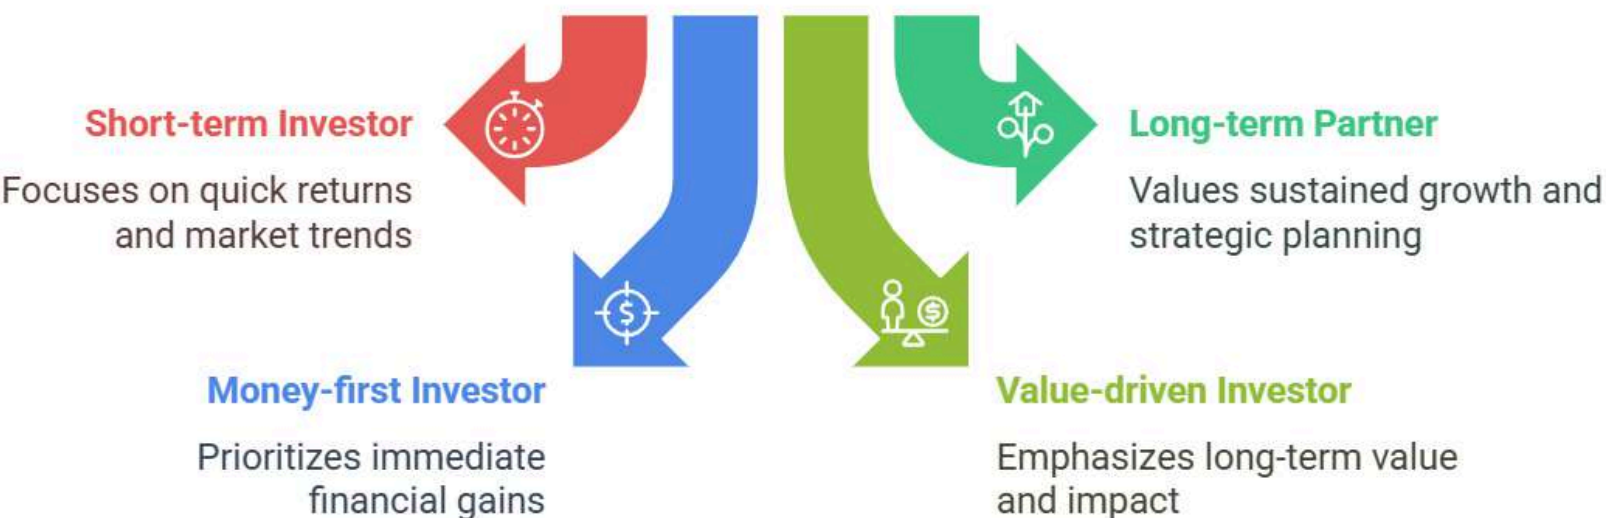 Short-term Investor
Focuses on quick returns
and market trends
Money-first Investor
Prioritizes immediate
financial gains
Value-driven Investor
Emphasizes long-term value
and impact
Long-term Partner
Values sustained growth and
strategic planning